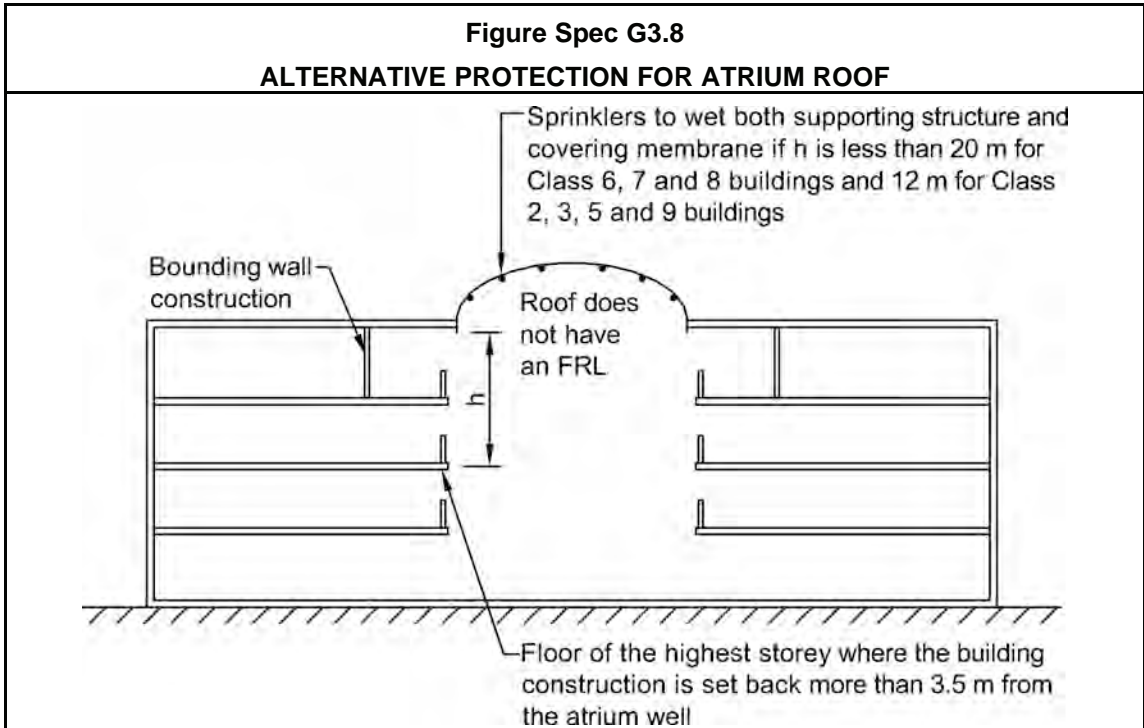 Figure Spec G3.8
ALTERNATIVE PROTECTION FOR ATRIUM ROOF
Sprinklers to wet both supporting structure and
covering membrane if h is less than 20 m for
Class 6, 7 and 8 buildings and 12 m for Class
2, 3, 5 and 9 buildings
Bounding wall
construction
Roof does
not have
an FRL
h
Floor of the highest storey where the building
construction is set back more than 3.5 m from
the atrium well